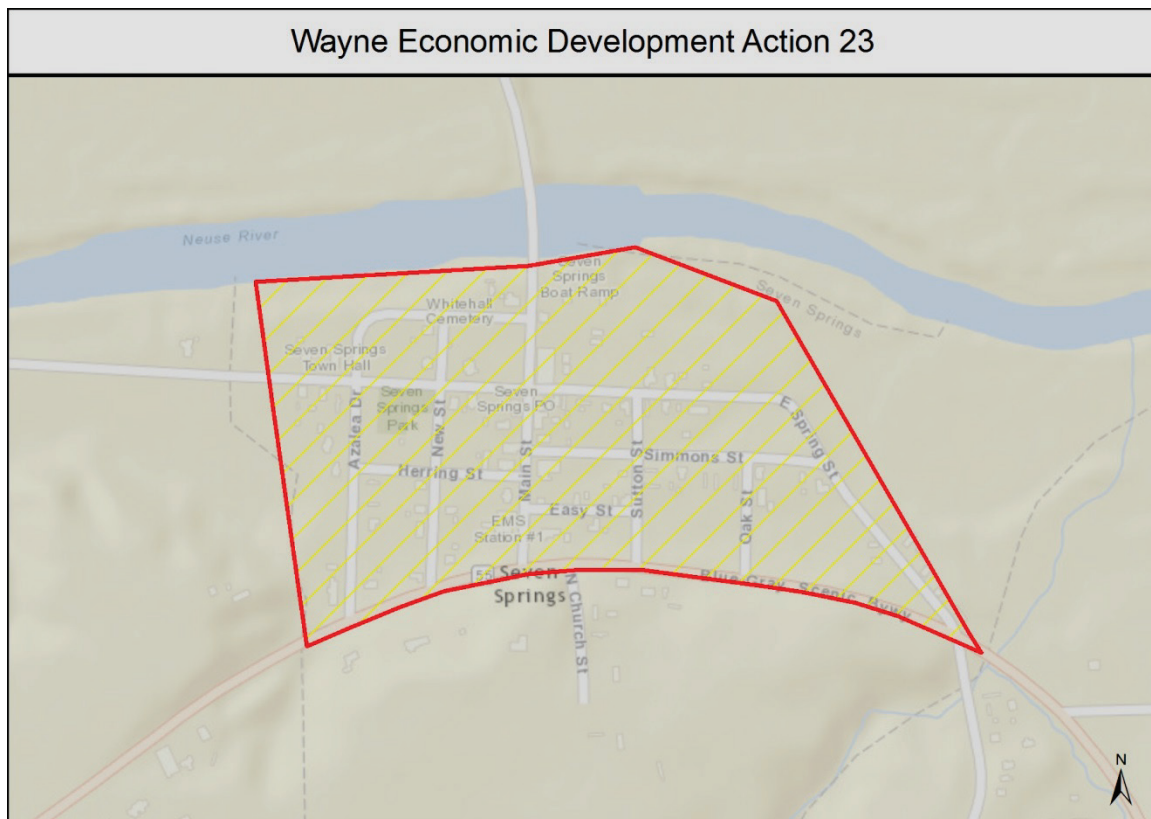 Wayne Economic Development Action 23
Neuse River
Seven
Springs
Boat Ramp
Seven Springs
Whitehall
Cemetery
Seven Springs
Town Hall
Seven
Springs
Park
Seven
Springs PO
Azalea Dr
New St
Main St
E Spring St
Simmons St
Sutton St
Herring St
Oak St
Easy St
EMS
Station #1
55
Seven
Springs
Blue Gray Scenic Hywy
N Church St
N